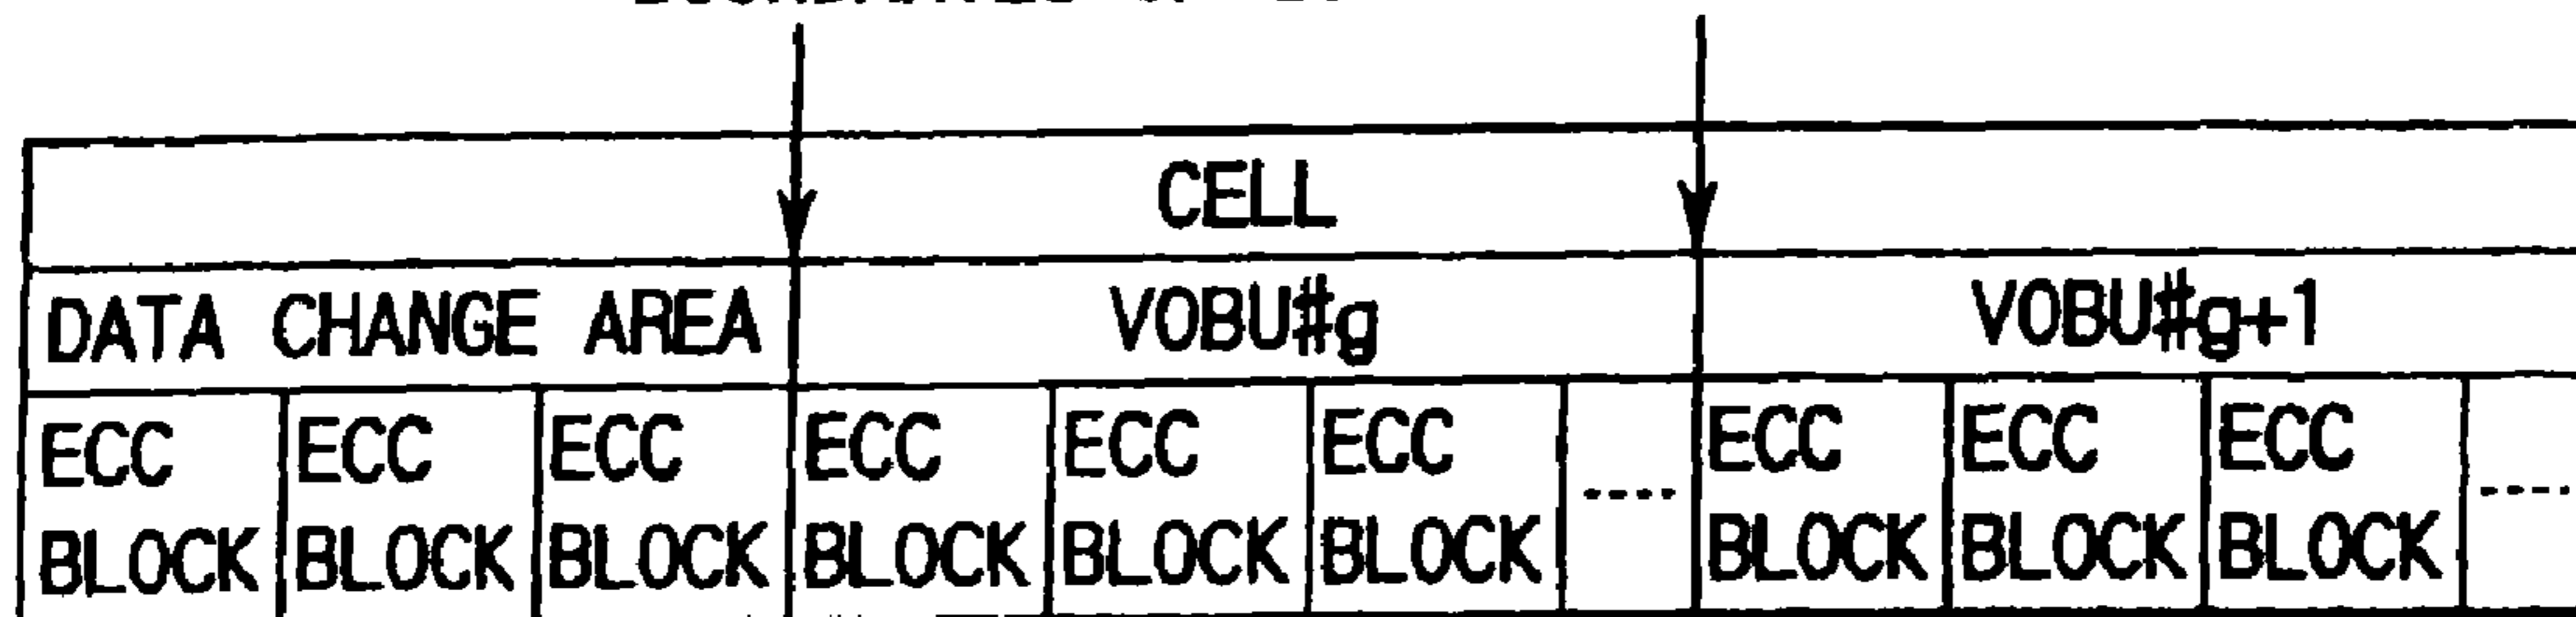 CELL
DATA CHANGE AREA VOBU#g VOBU#g+1
ECC ECC ECC ECC ECC ECC ECC ECC ECC
BLOCK BLOCK BLOCK BLOCK BLOCK BLOCK ---- BLOCK BLOCK BLOCK ----